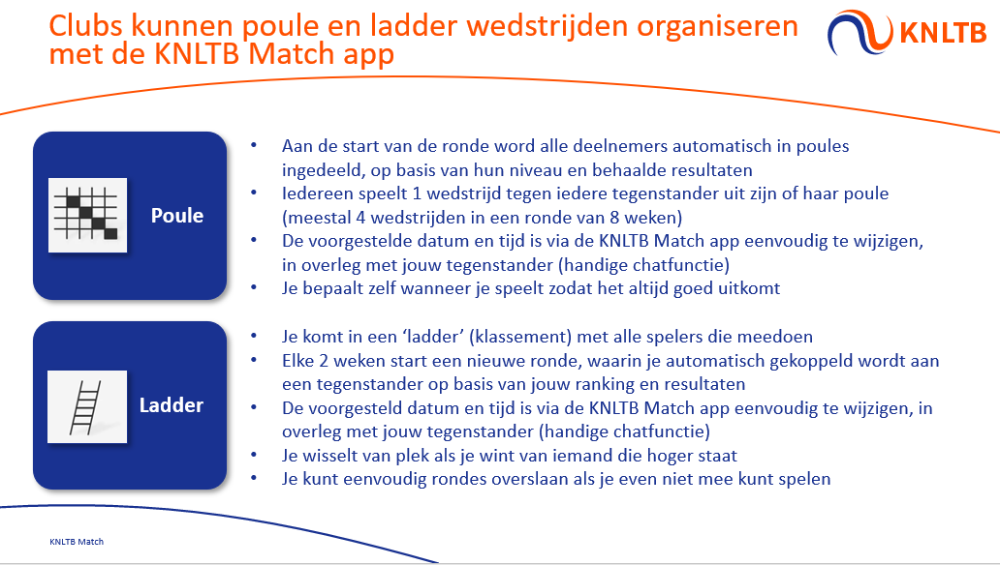 Clubs kunnen poule en ladder wedstrijden organiseren
met de KNLTB Match app
KNLTB
Poule
• Aan de start van de ronde word alle deelnemers automatisch in poules
ingedeeld, op basis van hun niveau en behaalde resultaten
• Iedereen speelt 1 wedstrijd tegen iedere tegenstander uit zijn of haar poule
(meestal 4 wedstrijden in een ronde van 8 weken)
• De voorgestelde datum en tijd is via de KNLTB Match app eenvoudig te wijzigen,
in overleg met jouw tegenstander (handige chatfunctie)
• Je bepaalt zelf wanneer je speelt zodat het altijd goed uitkomt
Ladder
• Je komt in een ‘ladder’ (klassement) met alle spelers die meedoen
• Elke 2 weken start een nieuwe ronde, waarin je automatisch gekoppeld wordt aan
een tegenstander op basis van jouw ranking en resultaten
• De voorgesteld datum en tijd is via de KNLTB Match app eenvoudig te wijzigen, in
overleg met jouw tegenstander (handige chatfunctie)
• Je wisselt van plek als je wint van iemand die hoger staat
• Je kunt eenvoudig rondes overslaan als je even niet mee kunt spelen
KNLTB Match